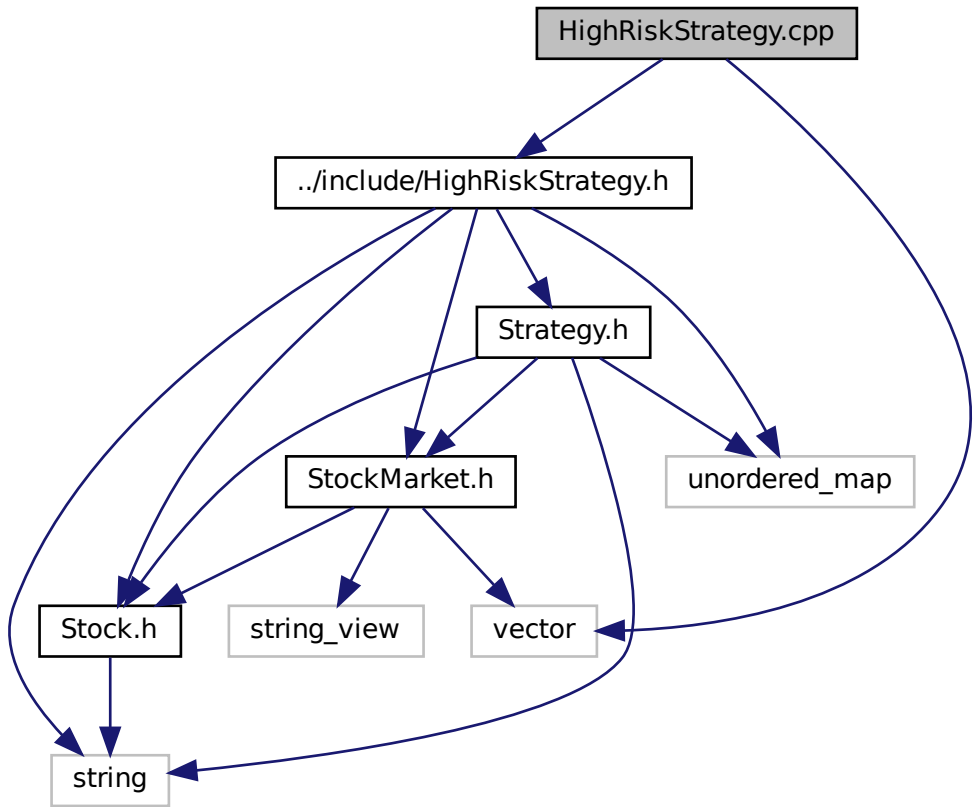 HighRiskStrategy.cpp
../include/HighRiskStrategy.h
Strategy.h
StockMarket.h
unordered_map
Stock.h
string_view
vector
string